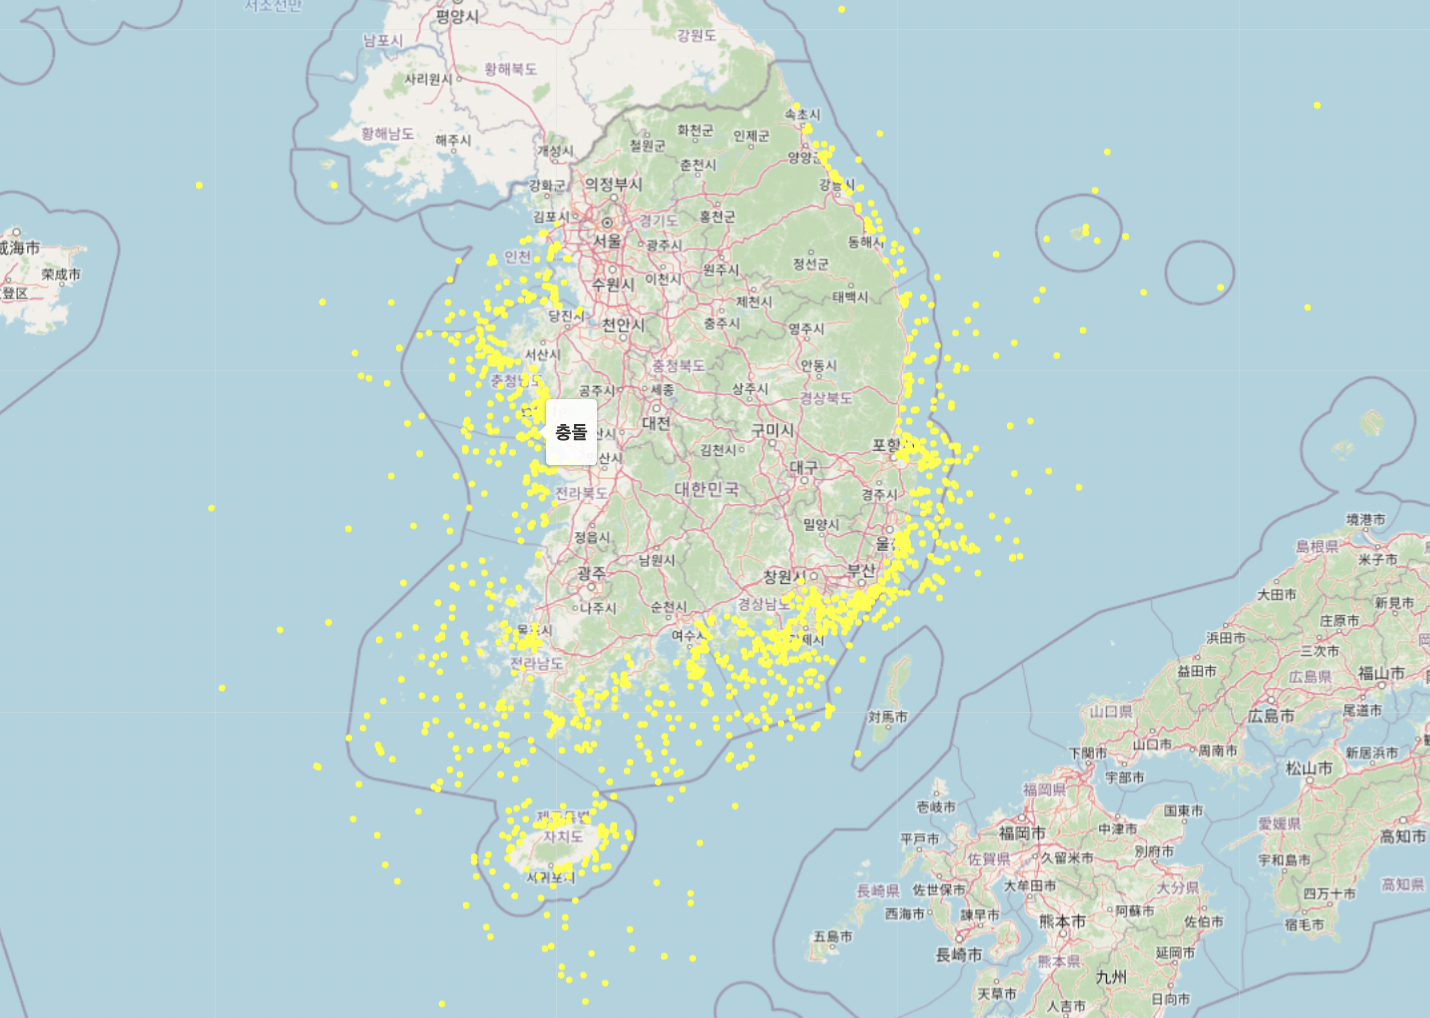 서조선만
평양시
남포시
강원도
황해북도
사리원시
속초시
화천군
인제군
황해남도
해주시
철원군
개성시
양양군
춘천시
강화군
의정부시
강릉시
김포시
경기도
홍천군
서울
광주시
동해시
威海市
인천
정선군
荣成市
원주시
수원시
이천시
文登区
태백시
제천시
당진시
천안시
충주시
영주시
서산시
충청북도
안동시
충청남도
공주시
세종
상주시
경상북도
대전
충돌
산시
구미시
포항시
김천시
산시
대구
전라북도
대한민국
경주시
境港市
밀양시
정읍시
울산
島根県
米子市
남원시
광주
창원시
부산
大田市
新見市
나주시
순천시
경상남도
庄原市
목포시
여수시
거제시
浜田市
三次市
전라남도
益田市
広島県
福山市
対馬市
山口県
広島市
尾道市
山口市
周南市
下関市
新居浜市
宇部市
松山市
福岡県
壱岐市
国東市
제주특별
자치도
中津市
愛媛県
平戸市
福岡市
高知市
佐賀県
久留米市
別府市
宇和島市
서귀포시
佐世保市
大牟田市
大分県
高知県
長崎県
四万十市
西海市
諫早市
熊本市
阿蘇市
佐伯市
宿毛市
五島市
長崎市
延岡市
熊本県
九州
天草市
日向市
人吉市